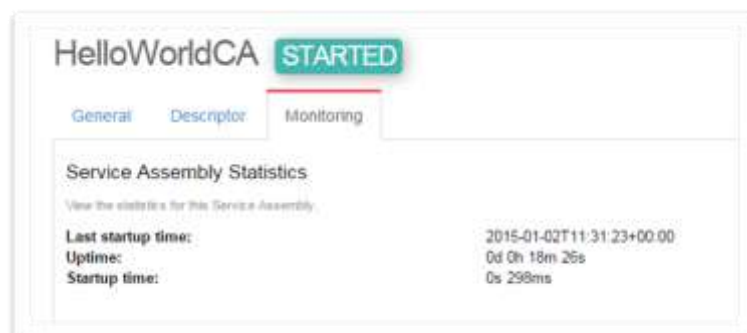 HelloWorldCA STARTED
General Descriptor Monitoring
Service Assembly Statistics
View the statistics for this Service Assembly.
Last startup time: 2015-01-02T11:31:23+00:00
Uptime: 0d 0h 18m 26s
Startup time: 0s 298ms